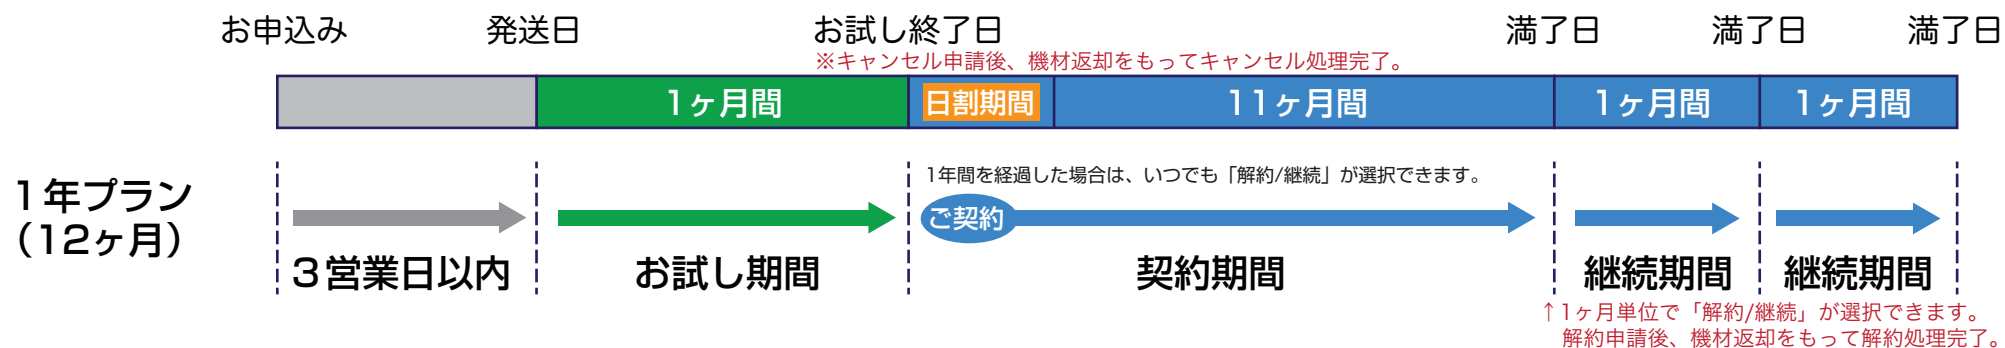 お申込み 発送日 お試し終了日 満了日 満了日 満了日
※キャンセル申請後、機材返却をもってキャンセル処理完了。
1ヶ月間 日割期間 11ヶ月間 1ヶ月間 1ヶ月間
1年間を経過した場合は、いつでも「解約/継続」が選択できます。
1年プラン
（12ヶ月）
ご契約
3営業日以内 お試し期間 契約期間 継続期間 継続期間
↑1ヶ月単位で「解約/継続」が選択できます。
解約申請後、機材返却をもって解約処理完了。